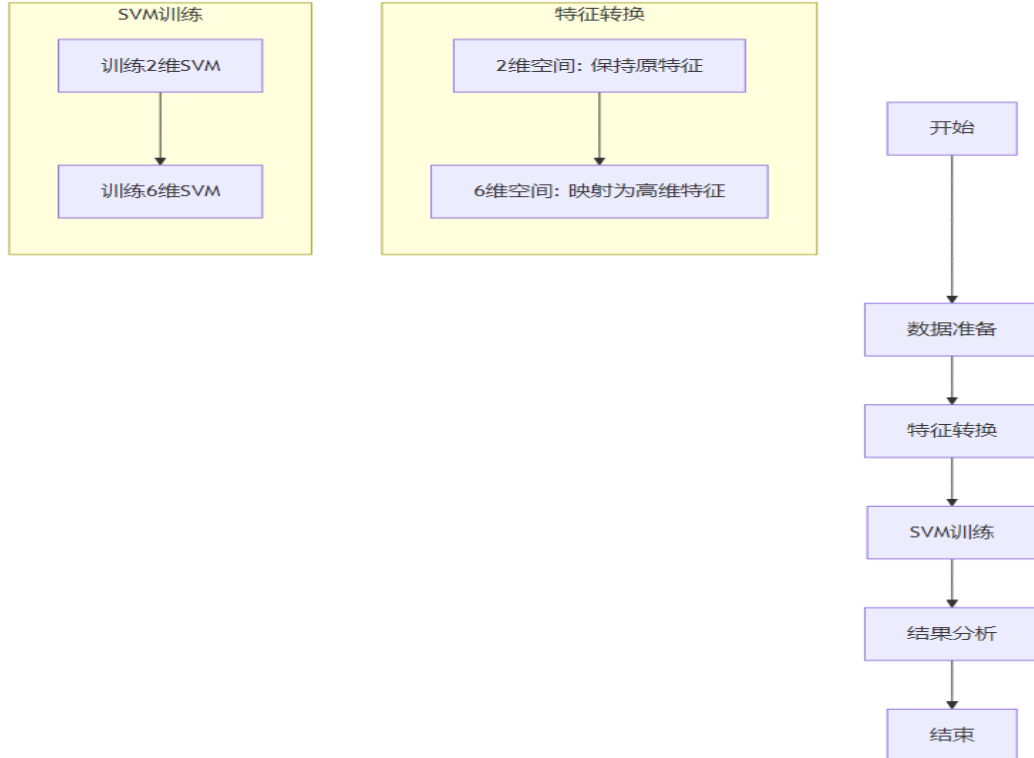 SVM训练
训练2维SVM
训练6维SVM
特征转换
2维空间: 保持原特征
6维空间: 映射为高维特征
开始
数据准备
特征转换
SVM训练
结果分析
结束